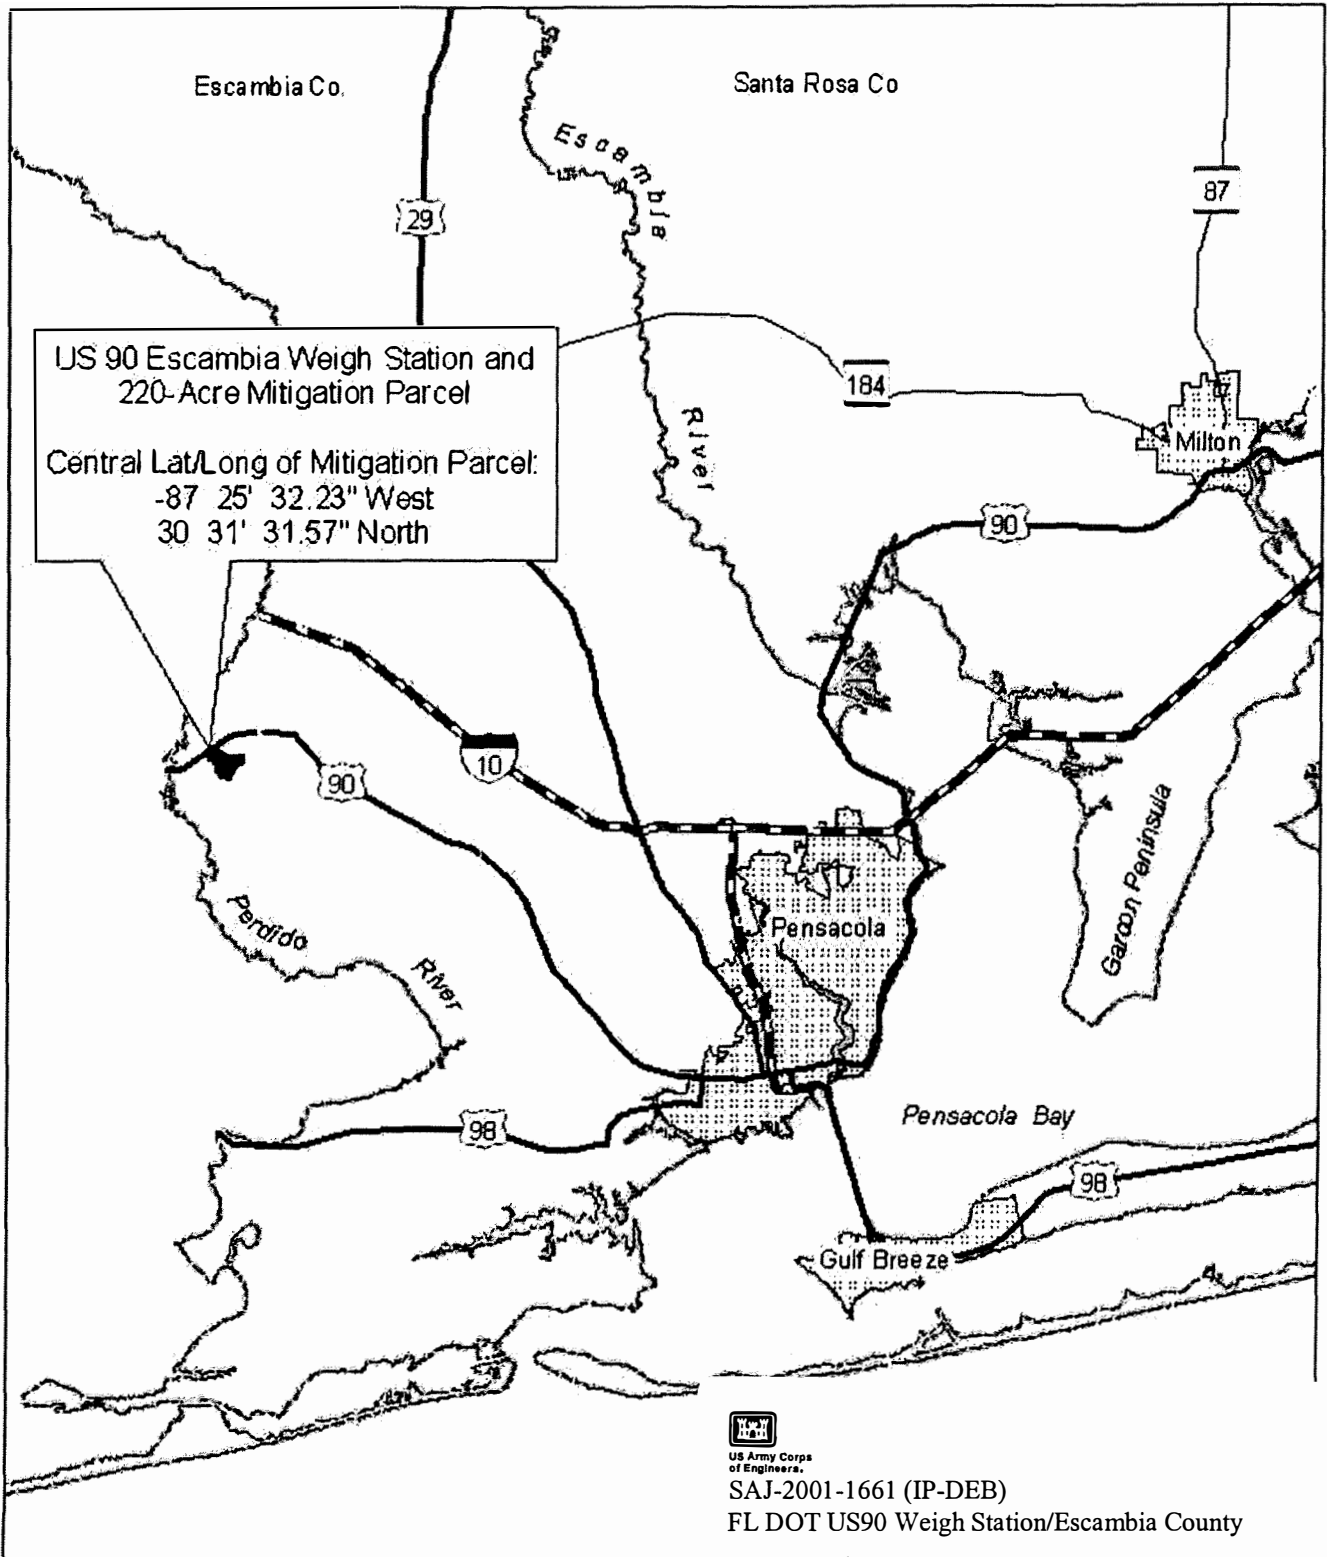 Escambia Co.
Santa Rosa Co
Escambia
River
29
87
US 90 Escambia Weigh Station and
220-Acre Mitigation Parcel
Central Lat/Long of Mitigation Parcel:
-87 25' 32.23" West
30 31' 31.57" North
184
Milton
90
10
90
Garcon Peninsula
Pensacola
Perdido
River
98
Pensacola Bay
98
Gulf Breeze
US Army Corps
of Engineers.
SAJ-2001-1661 (IP-DEB)
FL DOT US90 Weigh Station/Escambia County